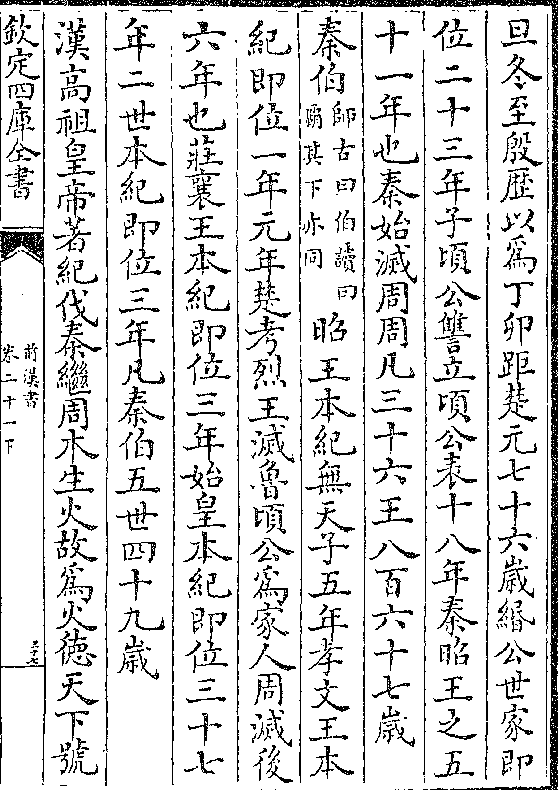 旦冬至殷歴以爲丁卯距楚元七十六歲緡公世家即
位二十三年子頃公讐立頃公表十八年秦昭王之五
十一年也秦始滅周周凡三十六王八百六十七歲
秦伯師古曰伯讀曰霸其下亦同昭王本紀無天子五年孝文王本
紀即位一年元年楚考烈王滅魯頃公爲家人周滅後
六年也莊襄王本紀即位三年始皇本紀即位三十七
年二世本紀即位三年凡秦伯五世四十九歲
漢高祖皇帝著紀伐秦繼周木生火故爲火德天下號
欽定四庫全書
前漢書
卷二十一下